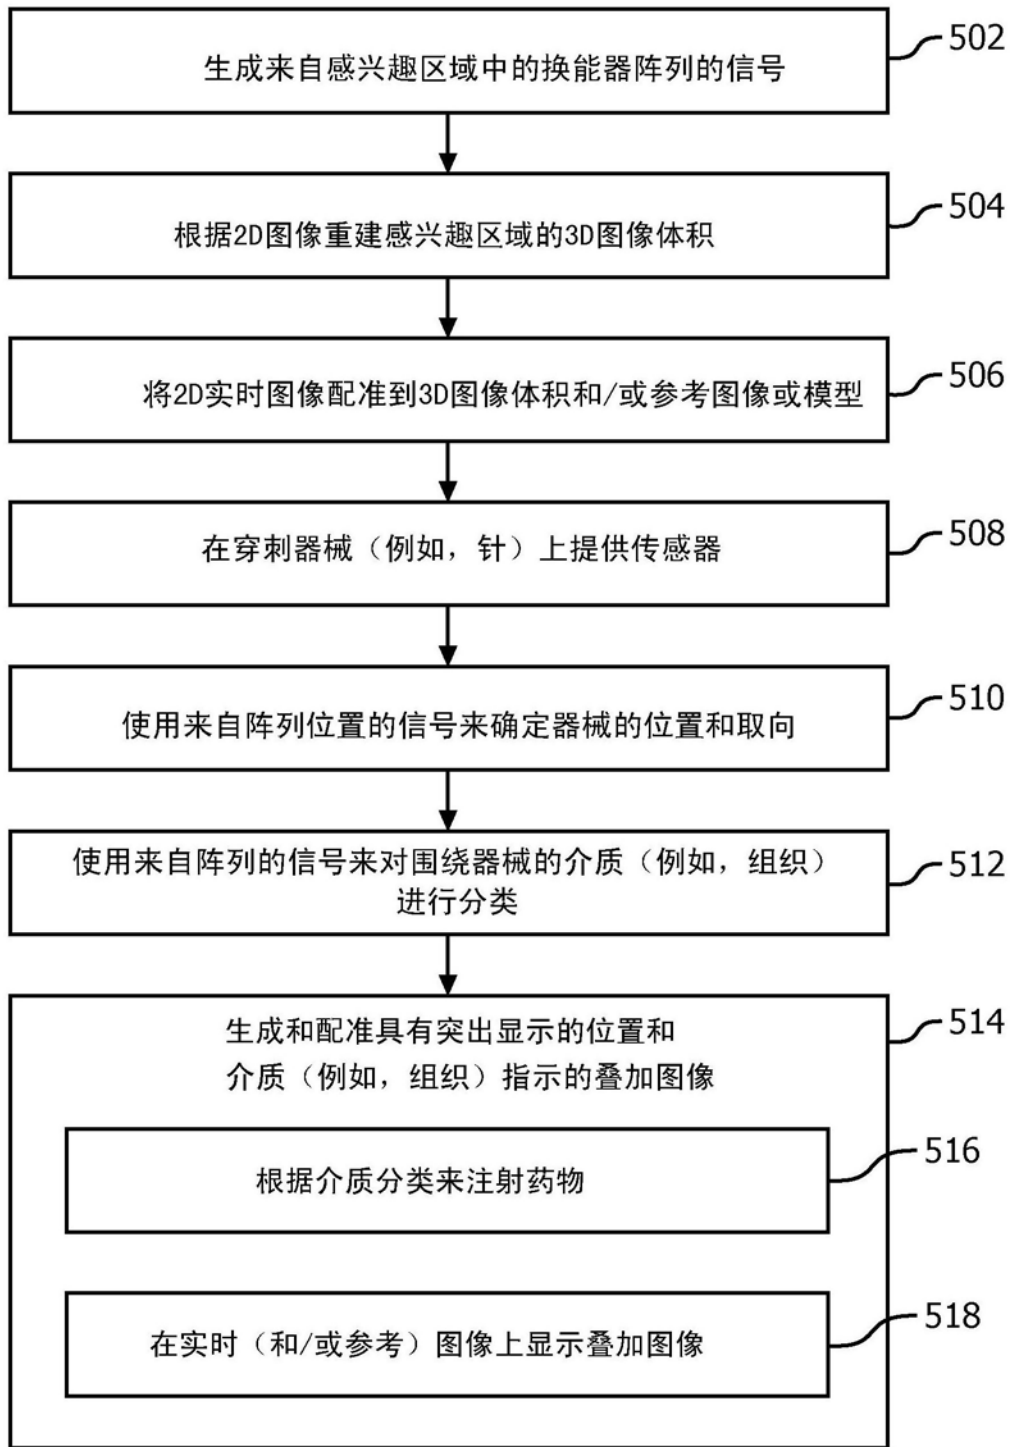 生成来自感兴趣区域中的换能器阵列的信号
502
根据2D图像重建感兴趣区域的3D图像体积
504
将2D实时图像配准到3D图像体积和/或参考图像或模型
506
在穿刺器械（例如，针）上提供传感器
508
使用来自阵列位置的信号来确定器械的位置和取向
510
使用来自阵列的信号来对围绕器械的介质（例如，组织）
进行分类
512
生成和配准具有突出显示的位置和
介质（例如，组织）指示的叠加图像
514
根据介质分类来注射药物
516
在实时（和/或参考）图像上显示叠加图像
518